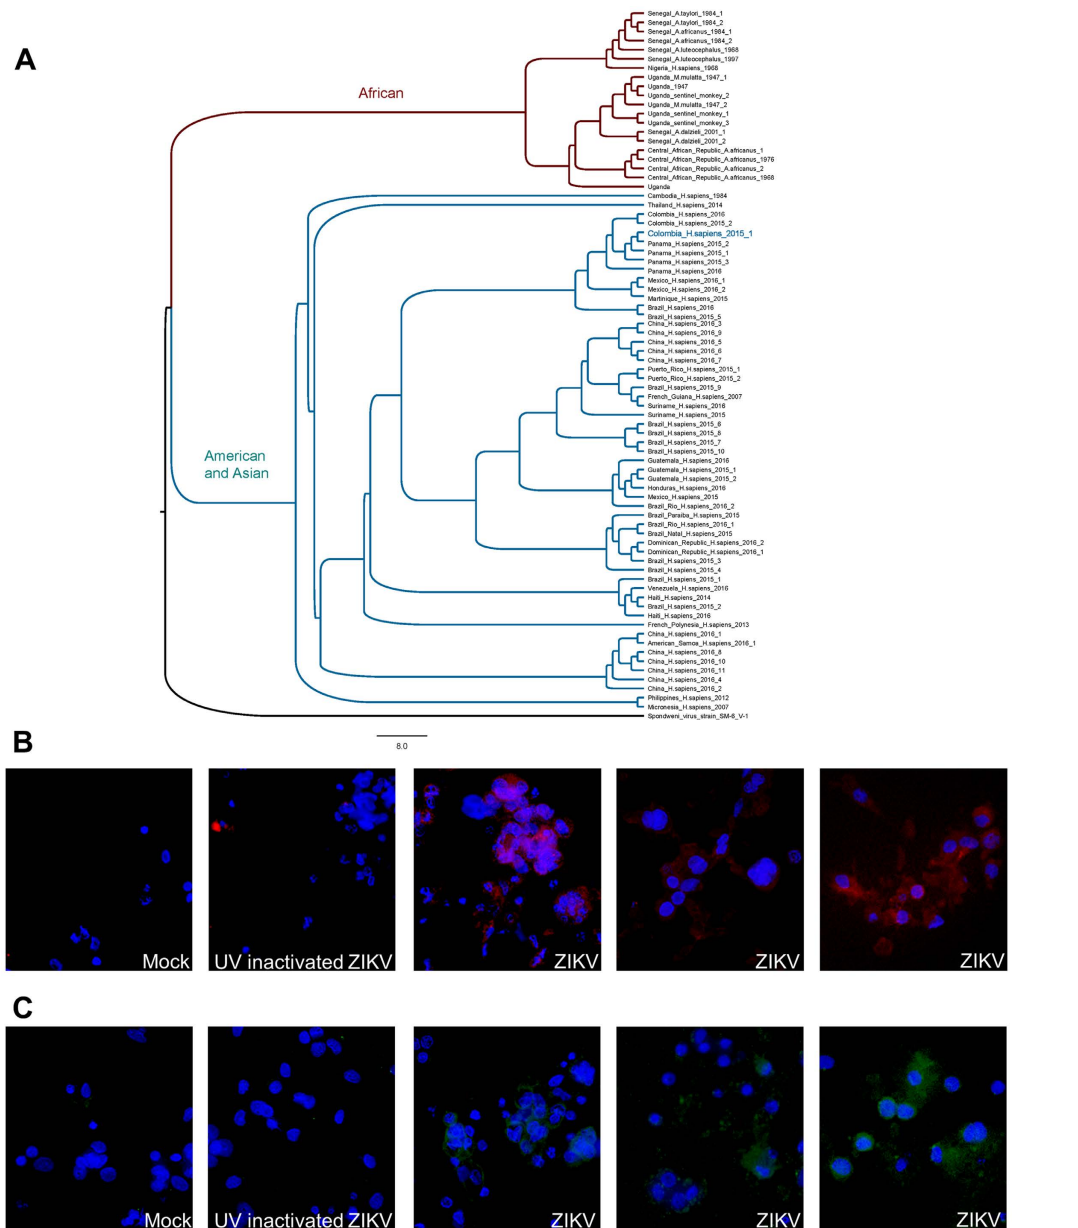 A
African
American
and Asian
Senegal_A.taylori_1984_1
Senegal_A.taylori_1984_2
Senegal_A.africanus_1984_1
Senegal_A.africanus_1984_2
Senegal_A.luteocephalus_1968
Senegal_A.luteocephalus_1997
Nigeria_H.sapiens_1968
Uganda_M.mulatta_1947_1
Uganda_1947
Uganda_sentinel_monkey_2
Uganda_M.mulatta_1947_2
Uganda_sentinel_monkey_1
Uganda_sentinel_monkey_3
Senegal_A.dalzieli_2001_1
Senegal_A.dalzieli_2001_2
Central_African_Republic_A.africanus_1
Central_African_Republic_A.africanus_1976
Central_African_Republic_A.africanus_2
Central_African_Republic_A.africanus_1968
Uganda
Cambodia_H.sapiens_1984
Thailand_H.sapiens_2014
Colombia_H.sapiens_2016
Colombia_H.sapiens_2015_2
Colombia_H.sapiens_2015_1
Panama_H.sapiens_2015_2
Panama_H.sapiens_2015_1
Panama_H.sapiens_2015_3
Panama_H.sapiens_2016
Mexico_H.sapiens_2016_1
Mexico_H.sapiens_2016_2
Martinique_H.sapiens_2015
Brazil_H.sapiens_2016
Brazil_H.sapiens_2015_5
China_H.sapiens_2016_3
China_H.sapiens_2016_9
China_H.sapiens_2016_5
China_H.sapiens_2016_6
China_H.sapiens_2016_7
Puerto_Rico_H.sapiens_2015_1
Puerto_Rico_H.sapiens_2015_2
Brazil_H.sapiens_2015_9
French_Guiana_H.sapiens_2007
Suriname_H.sapiens_2016
Suriname_H.sapiens_2015
Brazil_H.sapiens_2015_6
Brazil_H.sapiens_2015_8
Brazil_H.sapiens_2015_7
Brazil_H.sapiens_2015_10
Guatemala_H.sapiens_2016
Guatemala_H.sapiens_2015_1
Guatemala_H.sapiens_2015_2
Honduras_H.sapiens_2016
Mexico_H.sapiens_2015
Brazil_Rio_H.sapiens_2016_2
Brazil_Paraiba_H.sapiens_2015
Brazil_Rio_H.sapiens_2016_1
Brazil_Natal_H.sapiens_2015
Dominican_Republic_H.sapiens_2016_2
Dominican_Republic_H.sapiens_2016_1
Brazil_H.sapiens_2015_3
Brazil_H.sapiens_2015_4
Brazil_H.sapiens_2015_1
Venezuela_H.sapiens_2016
Haiti_H.sapiens_2014
Brazil_H.sapiens_2015_2
Haiti_H.sapiens_2016
French_Polynesia_H.sapiens_2013
China_H.sapiens_2016_1
American_Samoa_H.sapiens_2016_1
China_H.sapiens_2016_8
China_H.sapiens_2016_10
China_H.sapiens_2016_11
China_H.sapiens_2016_4
China_H.sapiens_2016_2
Philippines_H.sapiens_2012
Micronesia_H.sapiens_2007
Spondweni_virus_strain_SM-6_V-1
8.0
B
Mock
UV inactivated ZIKV
ZIKV
ZIKV
ZIKV
C
Mock
UV inactivated ZIKV
ZIKV
ZIKV
ZIKV